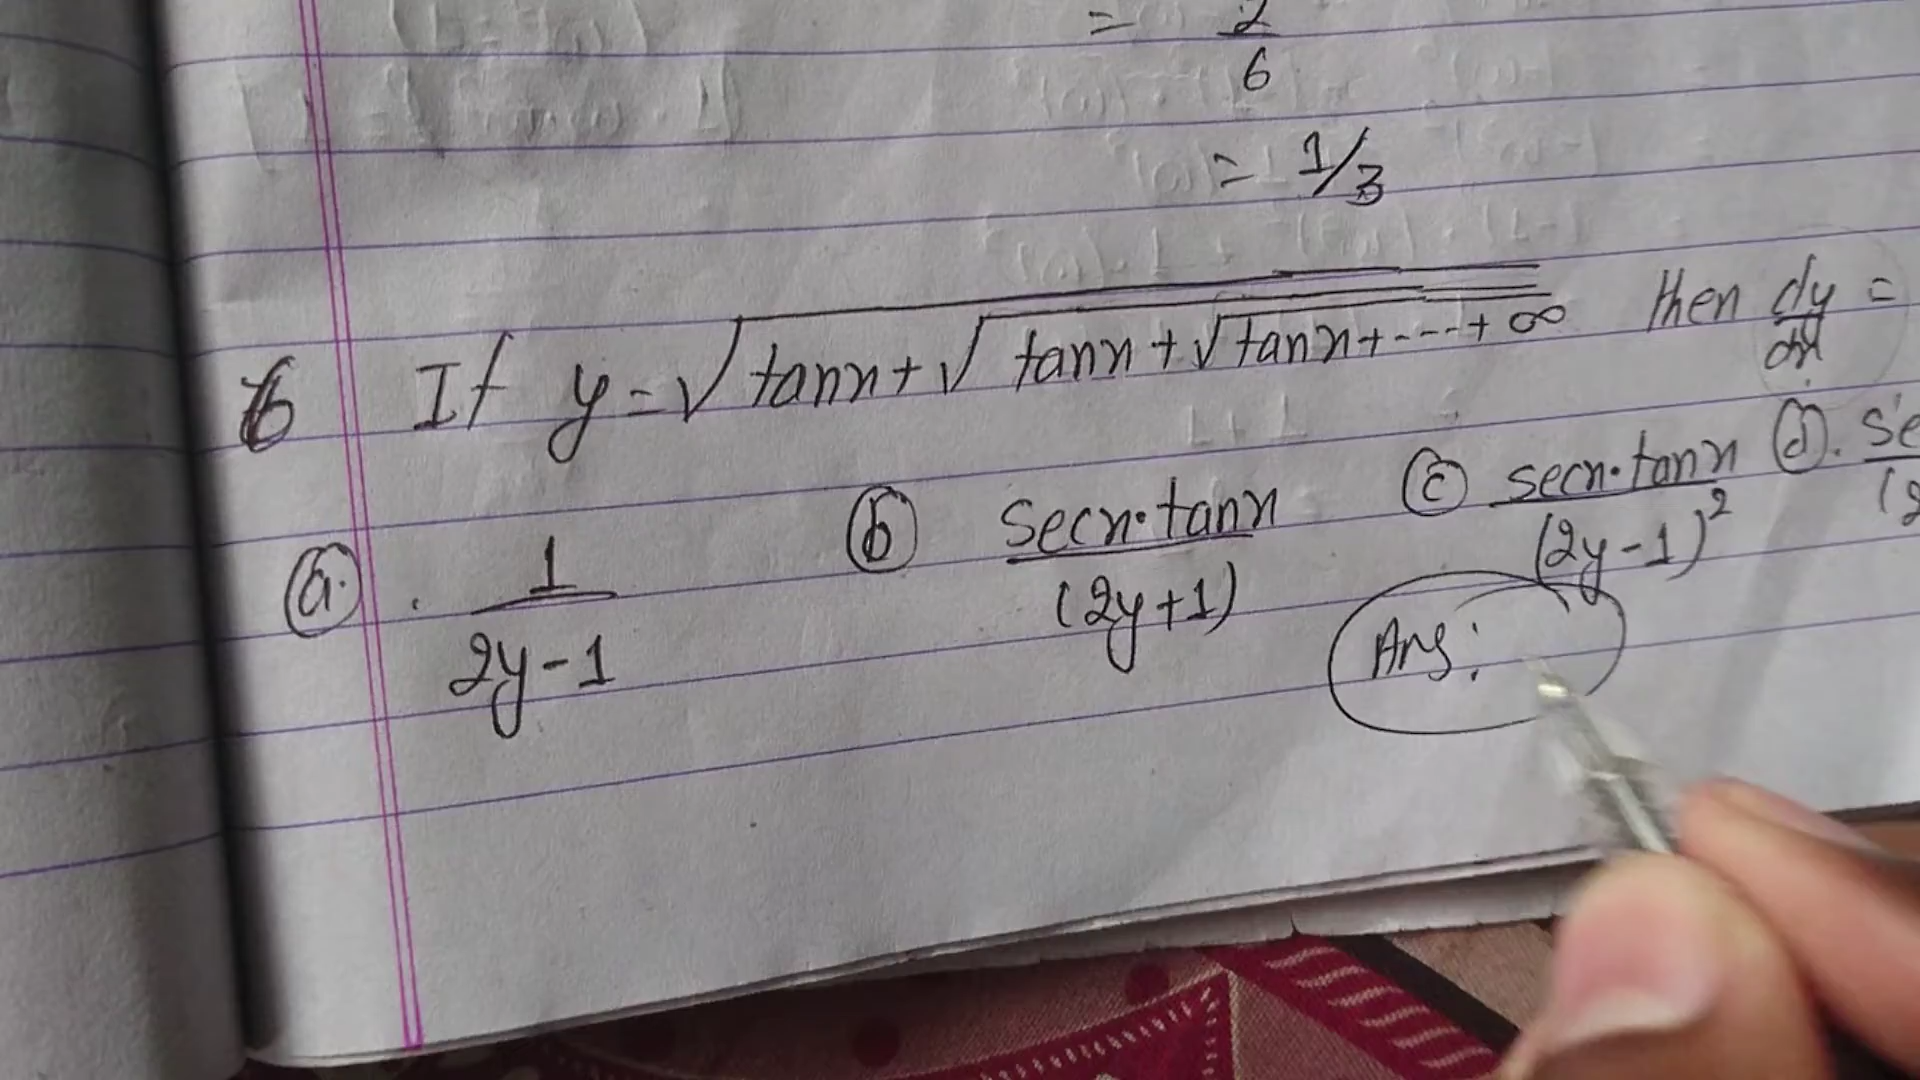 = 2/6
= 1/3
6 If y = √tanx + √tanx + √tanx + ---- + ∞ then dy/dx =
(a). 1/2y-1 (b) secx·tanx/(2y+1) (c) secx·tanx/(2y-1)² (d).
Ans: